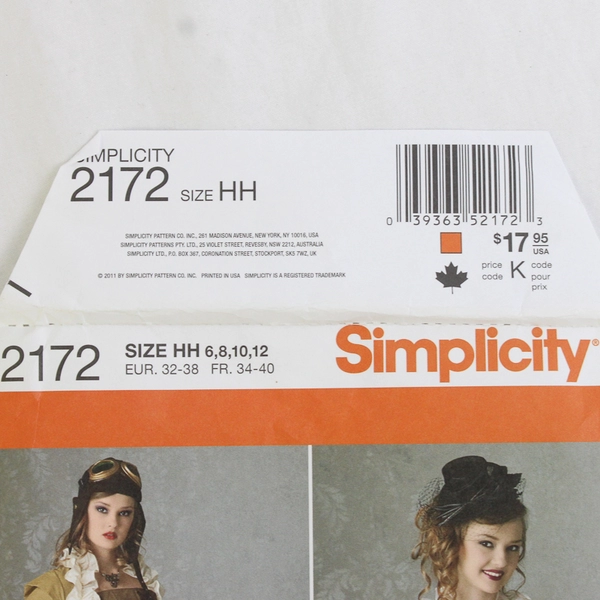 SIMPLICITY
2172 SIZE HH
SIMPLICITY PATTERN CO. INC., 261 MADISON AVENUE, NEW YORK, NY 10016, USA
SIMPLICITY PATTERNS PTY. LTD., 25 VIOLET STREET, REVESBY, NSW 2212, AUSTRALIA
SIMPLICITY LTD., P.O. BOX 367, CORONATION STREET, STOCKPORT, SK5 7WZ, UK
© 2011 BY SIMPLICITY PATTERN CO. INC. PRINTED IN USA SIMPLICITY IS A REGISTERED TRADEMARK
0 39363 52172 3
$17 95 USA
price code K code pour prix
2172 SIZE HH 6,8,10,12
EUR. 32-38 FR. 34-40
Simplicity®